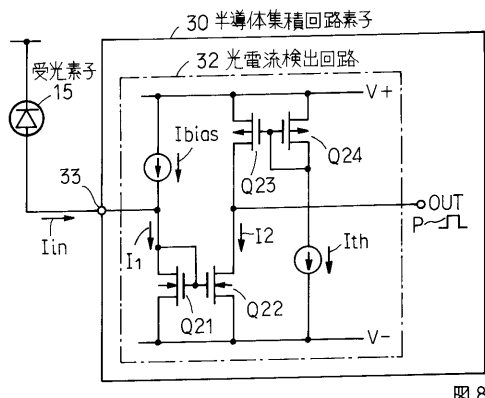 30 半導体集積回路素子
32 光電流検出回路
受光素子
15
V+
Ibias
Q23
Q24
33
OUT
P
Iin
I1
I2
Ith
Q21
Q22
V-
図 8